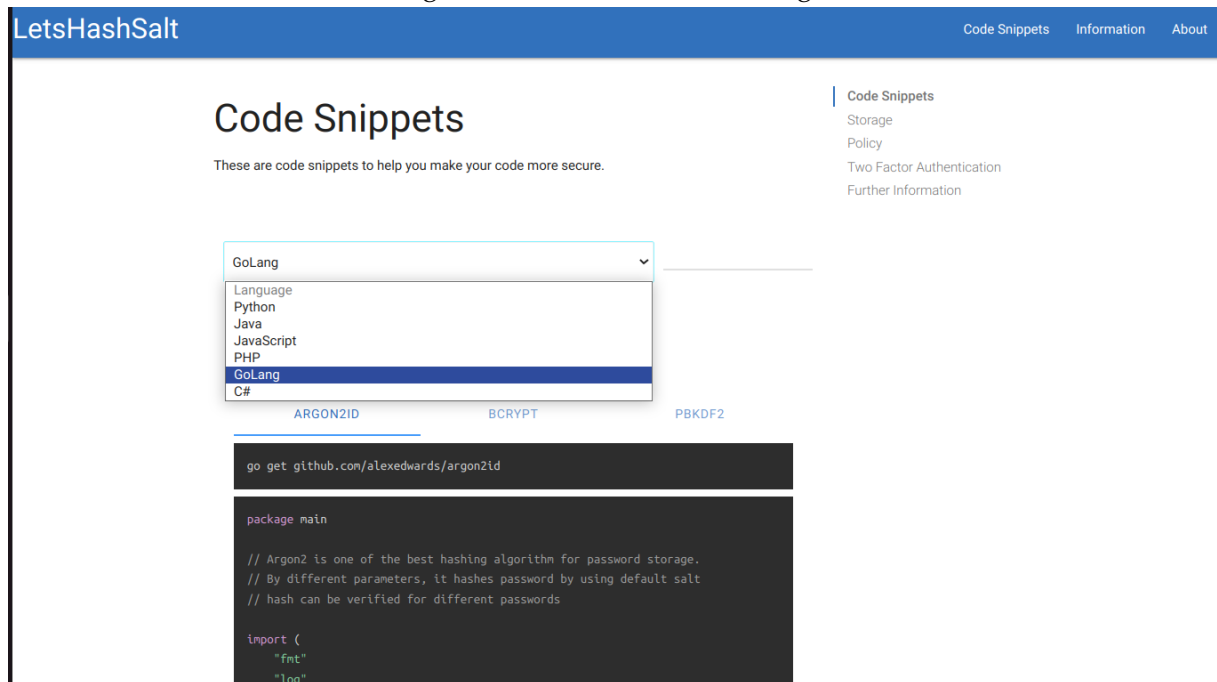 LetsHashSalt
Code Snippets Information About
Code Snippets
These are code snippets to help you make your code more secure.
Code Snippets
Storage
Policy
Two Factor Authentication
Further Information
GoLang
Language
Python
Java
JavaScript
PHP
GoLang
C#
ARGON2ID BCRYPT PBKDF2
go get github.com/alexedwards/argon2id
package main
// Argon2 is one of the best hashing algorithm for password storage.
// By different parameters, it hashes password by using default salt
// hash can be verified for different passwords
import (
"fmt"
"log"